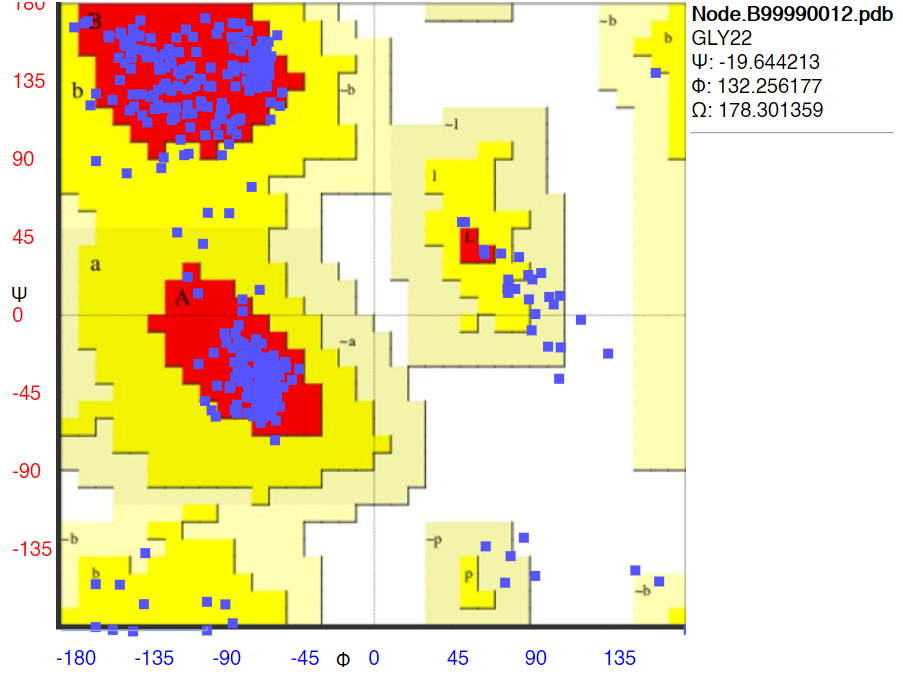 Node.B99990012.pdb
GLY22
Ψ: -19.644213
Φ: 132.256177
Ω: 178.301359
180
B
~b
b
135
b
~b
~l
90
l
45
L
a
Ψ
A
0
~a
-45
-90
~b
~p
-135
b
p
~b
-180 -135 -90 -45 Φ 0 45 90 135